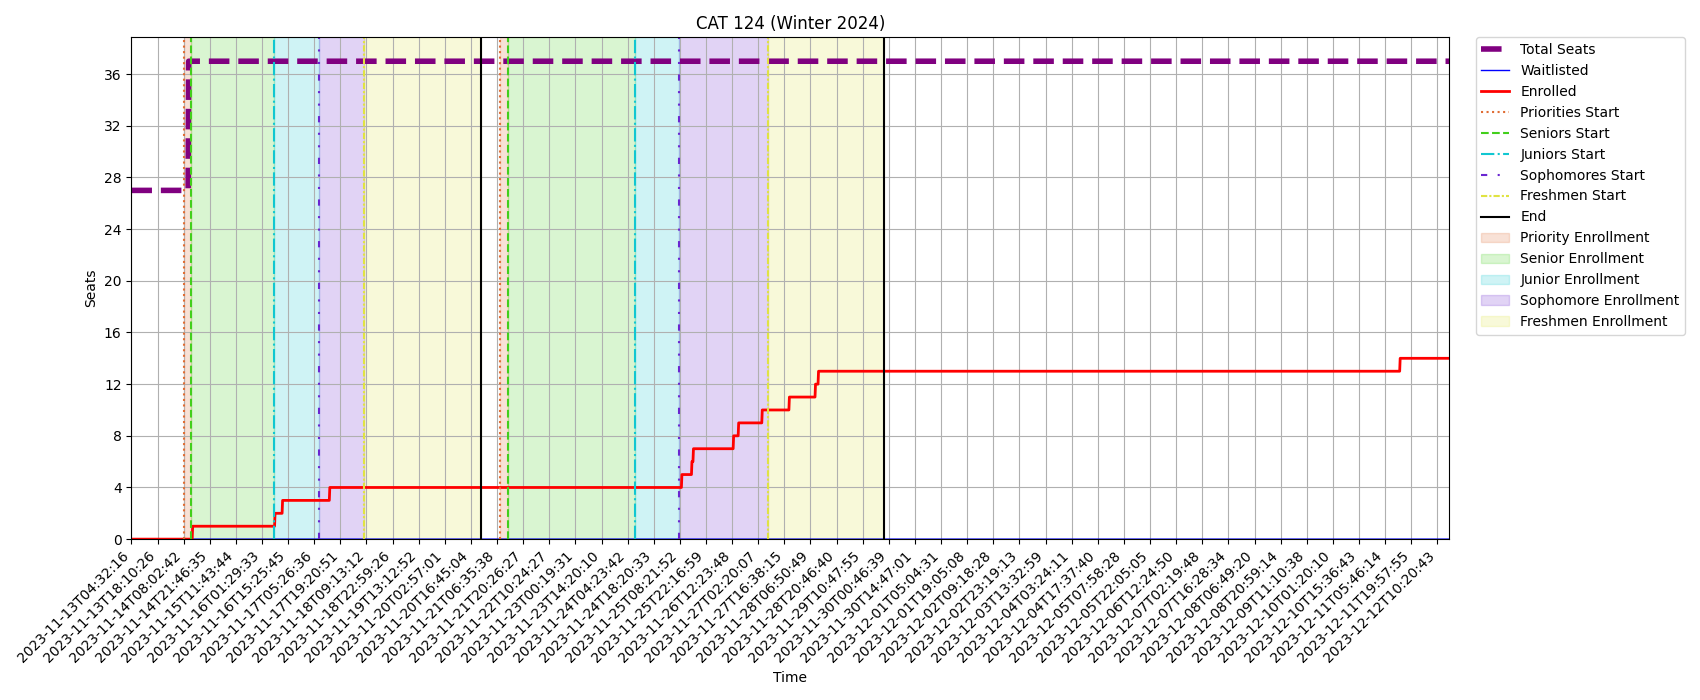 CAT 124 (Winter 2024)
Seats
36
32
28
24
20
16
12
8
4
0
Total Seats
Waitlisted
Enrolled
Priorities Start
Seniors Start
Juniors Start
Sophomores Start
Freshmen Start
End
Priority Enrollment
Senior Enrollment
Junior Enrollment
Sophomore Enrollment
Freshmen Enrollment
2023-11-13T04:32:16
2023-11-13T18:10:26
2023-11-14T08:02:42
2023-11-14T21:46:35
2023-11-15T11:43:44
2023-11-16T01:29:33
2023-11-16T15:25:45
2023-11-17T05:26:36
2023-11-17T19:20:51
2023-11-18T09:13:12
2023-11-18T22:59:26
2023-11-19T13:12:52
2023-11-20T02:57:01
2023-11-20T16:45:04
2023-11-21T06:35:38
2023-11-21T20:26:27
2023-11-22T10:24:27
2023-11-23T00:19:31
2023-11-23T14:20:10
2023-11-24T04:23:42
2023-11-24T18:20:33
2023-11-25T08:21:52
2023-11-25T22:16:59
2023-11-26T12:23:48
2023-11-27T02:20:07
2023-11-27T16:38:15
2023-11-28T06:50:49
2023-11-28T20:46:40
2023-11-29T10:47:55
2023-11-30T00:46:39
2023-11-30T14:47:01
2023-12-01T05:04:31
2023-12-01T19:05:08
2023-12-02T09:18:28
2023-12-02T23:19:13
2023-12-03T13:32:59
2023-12-04T03:24:11
2023-12-04T17:37:40
2023-12-05T07:58:28
2023-12-05T22:05:05
2023-12-06T12:24:50
2023-12-07T02:19:48
2023-12-07T16:28:34
2023-12-08T06:49:20
2023-12-08T20:59:14
2023-12-09T11:10:38
2023-12-10T01:20:10
2023-12-10T15:36:43
2023-12-11T05:46:14
2023-12-11T19:57:55
2023-12-12T10:20:43
Time